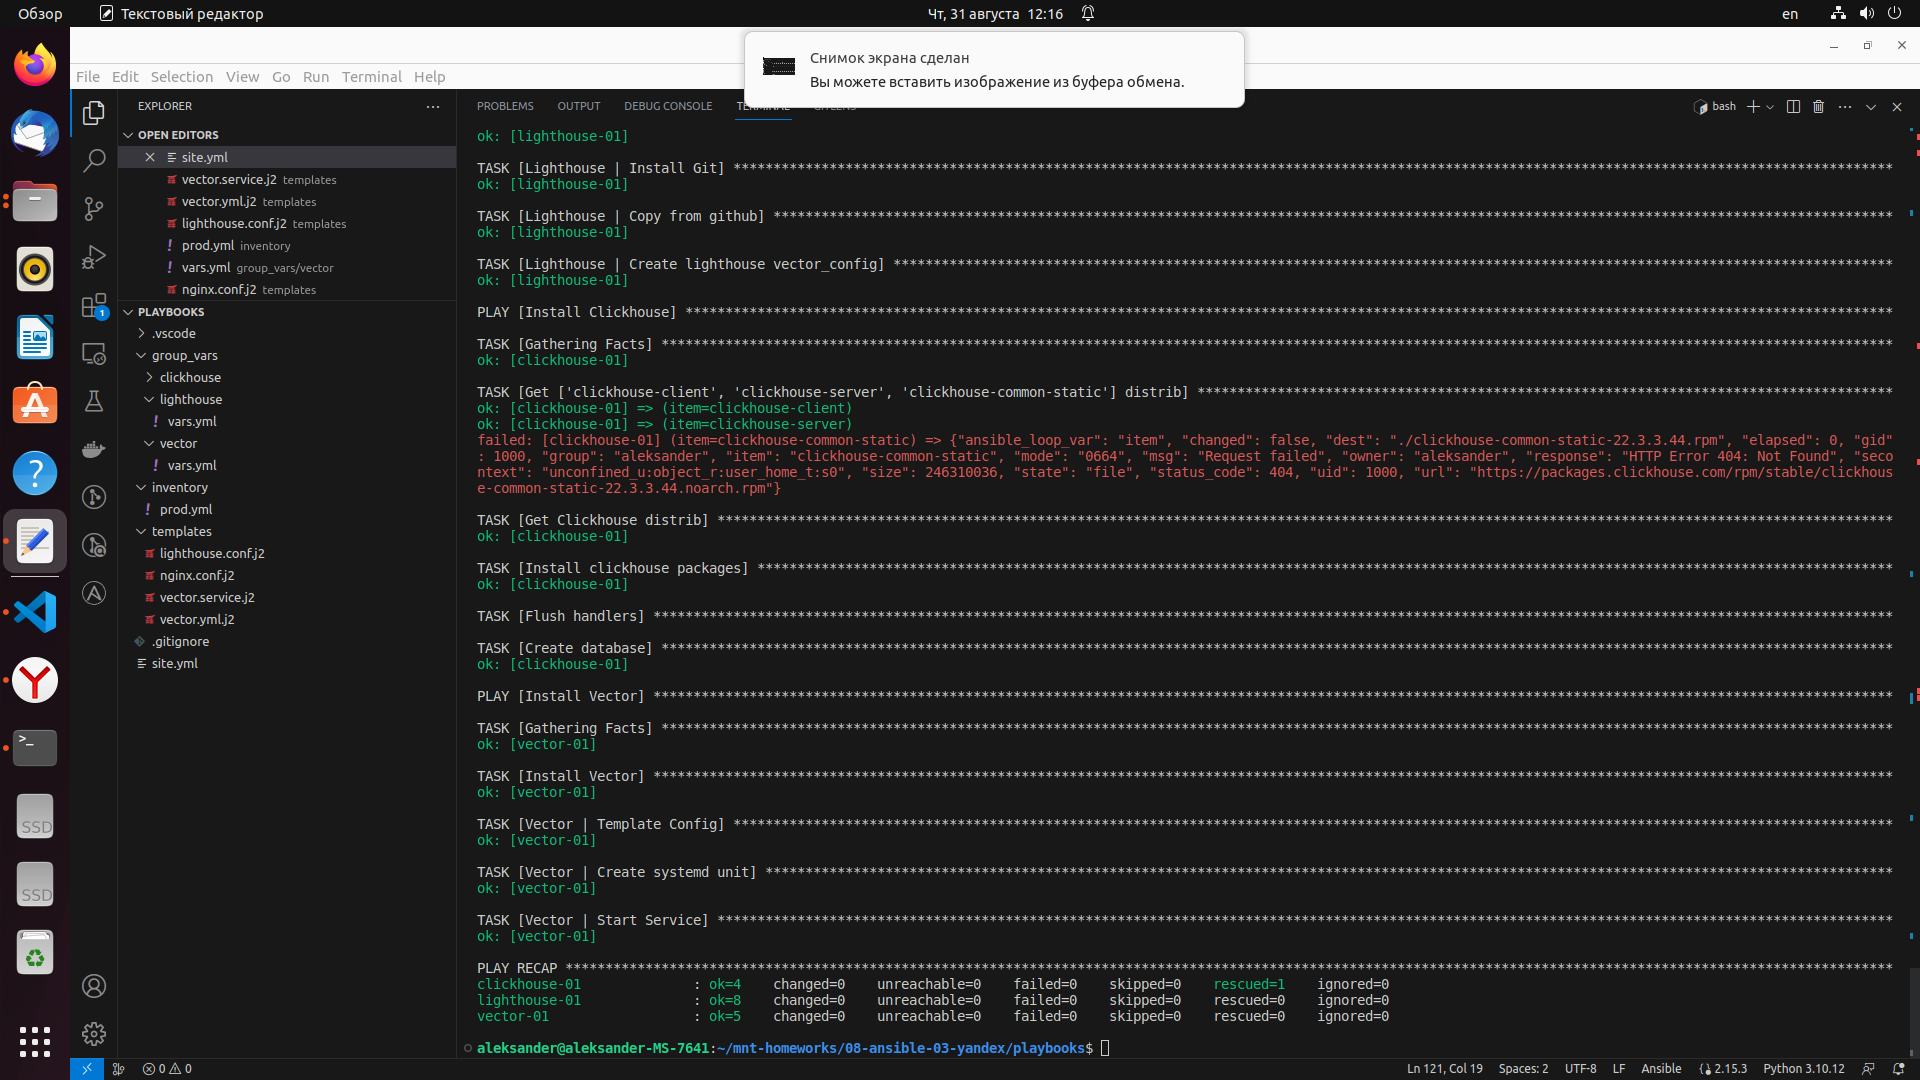 Обзор
Текстовый редактор
Чт, 31 августа 12:16
en
Снимок экрана сделан
Вы можете вставить изображение из буфера обмена.
File Edit Selection View Go Run Terminal Help
EXPLORER
OPEN EDITORS
site.yml
vector.service.j2 templates
vector.yml.j2 templates
lighthouse.conf.j2 templates
prod.yml inventory
vars.yml group_vars/vector
nginx.conf.j2 templates
PLAYBOOKS
.vscode
group_vars
clickhouse
lighthouse
vars.yml
vector
vars.yml
inventory
prod.yml
templates
lighthouse.conf.j2
nginx.conf.j2
vector.service.j2
vector.yml.j2
.gitignore
site.yml
1
SSD
SSD
PROBLEMS OUTPUT DEBUG CONSOLE TERMINAL
bash
ok: [lighthouse-01]
TASK [Lighthouse | Install Git] ****
ok: [lighthouse-01]
TASK [Lighthouse | Copy from github] ****
ok: [lighthouse-01]
TASK [Lighthouse | Create lighthouse vector_config] ****
ok: [lighthouse-01]
PLAY [Install Clickhouse] ****
TASK [Gathering Facts] ****
ok: [clickhouse-01]
TASK [Get ['clickhouse-client', 'clickhouse-server', 'clickhouse-common-static'] distrib] ****
ok: [clickhouse-01] => (item=clickhouse-client)
ok: [clickhouse-01] => (item=clickhouse-server)
failed: [clickhouse-01] (item=clickhouse-common-static) => {"ansible_loop_var": "item", "changed": false, "dest": "./clickhouse-common-static-22.3.3.44.rpm", "elapsed": 0, "gid"
: 1000, "group": "aleksander", "item": "clickhouse-common-static", "mode": "0664", "msg": "Request failed", "owner": "aleksander", "response": "HTTP Error 404: Not Found", "seco
ntext": "unconfined_u:object_r:user_home_t:s0", "size": 246310036, "state": "file", "status_code": 404, "uid": 1000, "url": "https://packages.clickhouse.com/rpm/stable/clickhous
e-common-static-22.3.3.44.noarch.rpm"}
TASK [Get Clickhouse distrib] ****
ok: [clickhouse-01]
TASK [Install clickhouse packages] ****
ok: [clickhouse-01]
TASK [Flush handlers] ****
TASK [Create database] ****
ok: [clickhouse-01]
PLAY [Install Vector] ****
TASK [Gathering Facts] ****
ok: [vector-01]
TASK [Install Vector] ****
ok: [vector-01]
TASK [Vector | Template Config] ****
ok: [vector-01]
TASK [Vector | Create systemd unit] ****
ok: [vector-01]
TASK [Vector | Start Service] ****
ok: [vector-01]
PLAY RECAP ****
clickhouse-01 : ok=4 changed=0 unreachable=0 failed=0 skipped=0 rescued=1 ignored=0
lighthouse-01 : ok=8 changed=0 unreachable=0 failed=0 skipped=0 rescued=0 ignored=0
vector-01 : ok=5 changed=0 unreachable=0 failed=0 skipped=0 rescued=0 ignored=0
aleksander@aleksander-MS-7641:~/mnt-homeworks/08-ansible-03-yandex/playbooks$
0 0
Ln 121, Col 19 Spaces: 2 UTF-8 LF Ansible 2.15.3 Python 3.10.12